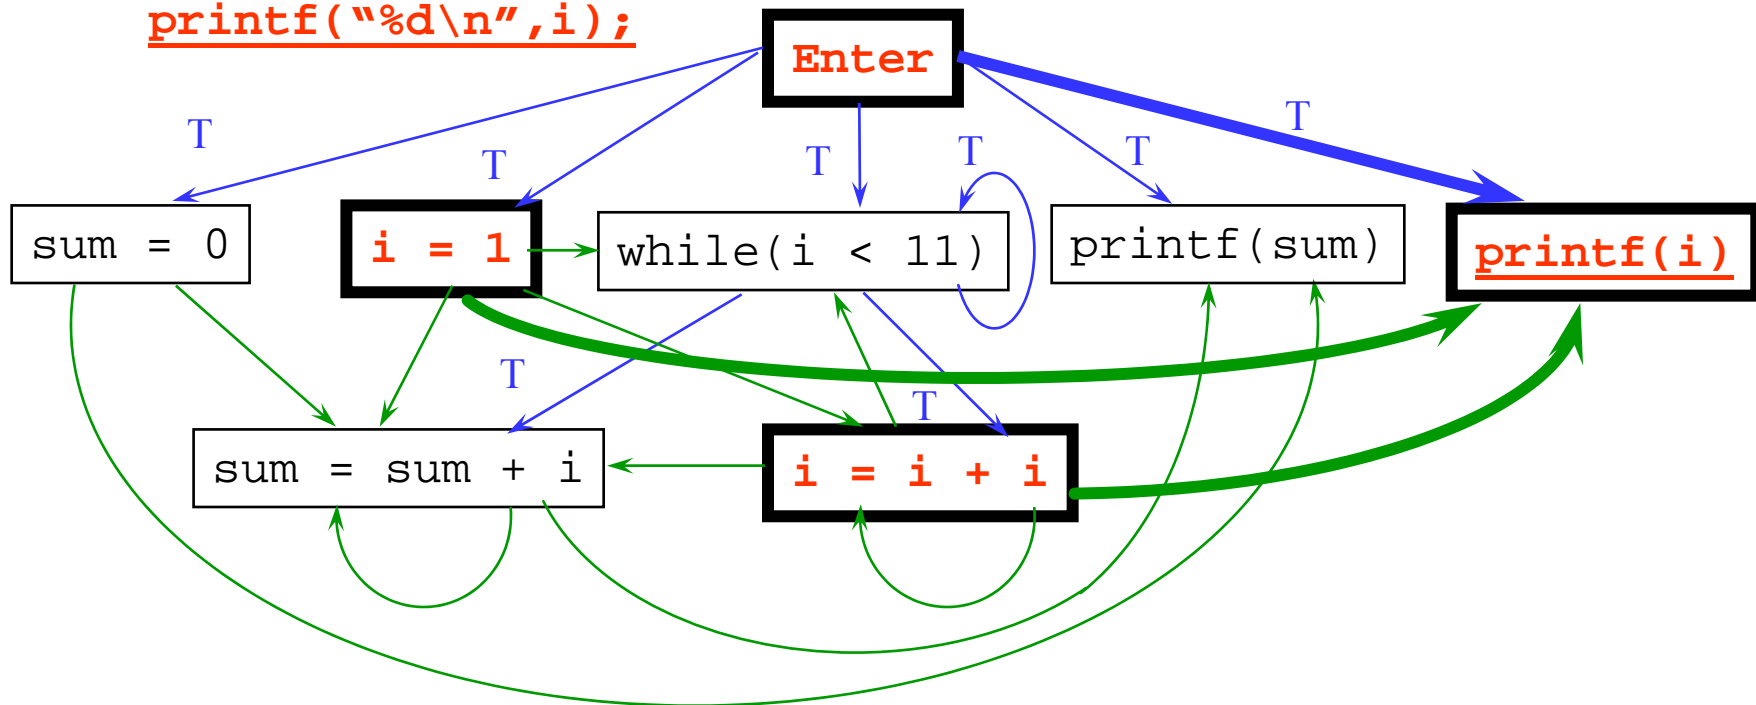 printf(“%d\n”,i);
Enter
T
T
T
T
T
T
sum = 0
i = 1
while(i < 11)
printf(sum)
printf(i)
T
T
sum = sum + i
i = i + i